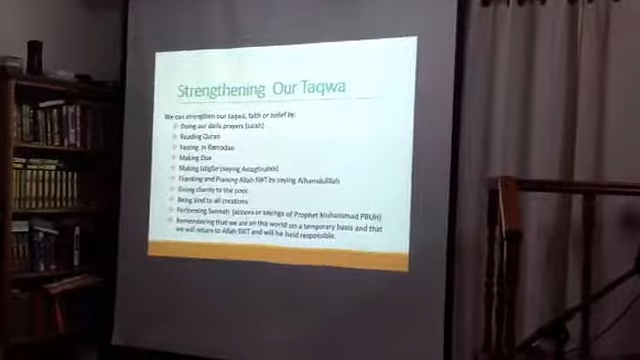 Strengthening Our Taqwa
We can strengthen our taqwa, faith or belief by:
Doing our daily prayers (salah)
Reading Quran
Fasting in Ramadan
Making Dua
Making Istigfar (saying Astagfirullah)
Thanking and Praising Allah SWT by saying Alhamdulillah
Giving charity to the poor.
Being kind to all creations
Performing Sunnah (actions or sayings of Prophet Muhammad PBUH)
Remembering that we are on this world on a temporary basis and that
we will return to Allah SWT and will be held responsible.